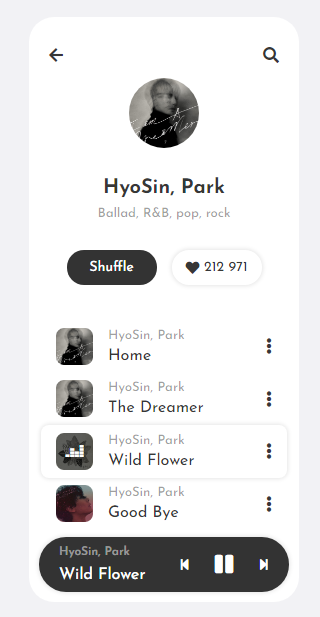 HyoSin, Park
Ballad, R&B, pop, rock
Shuffle
212 971
HyoSin, Park
Home
HyoSin, Park
The Dreamer
HyoSin, Park
Wild Flower
HyoSin, Park
Good Bye
HyoSin, Park
Wild Flower